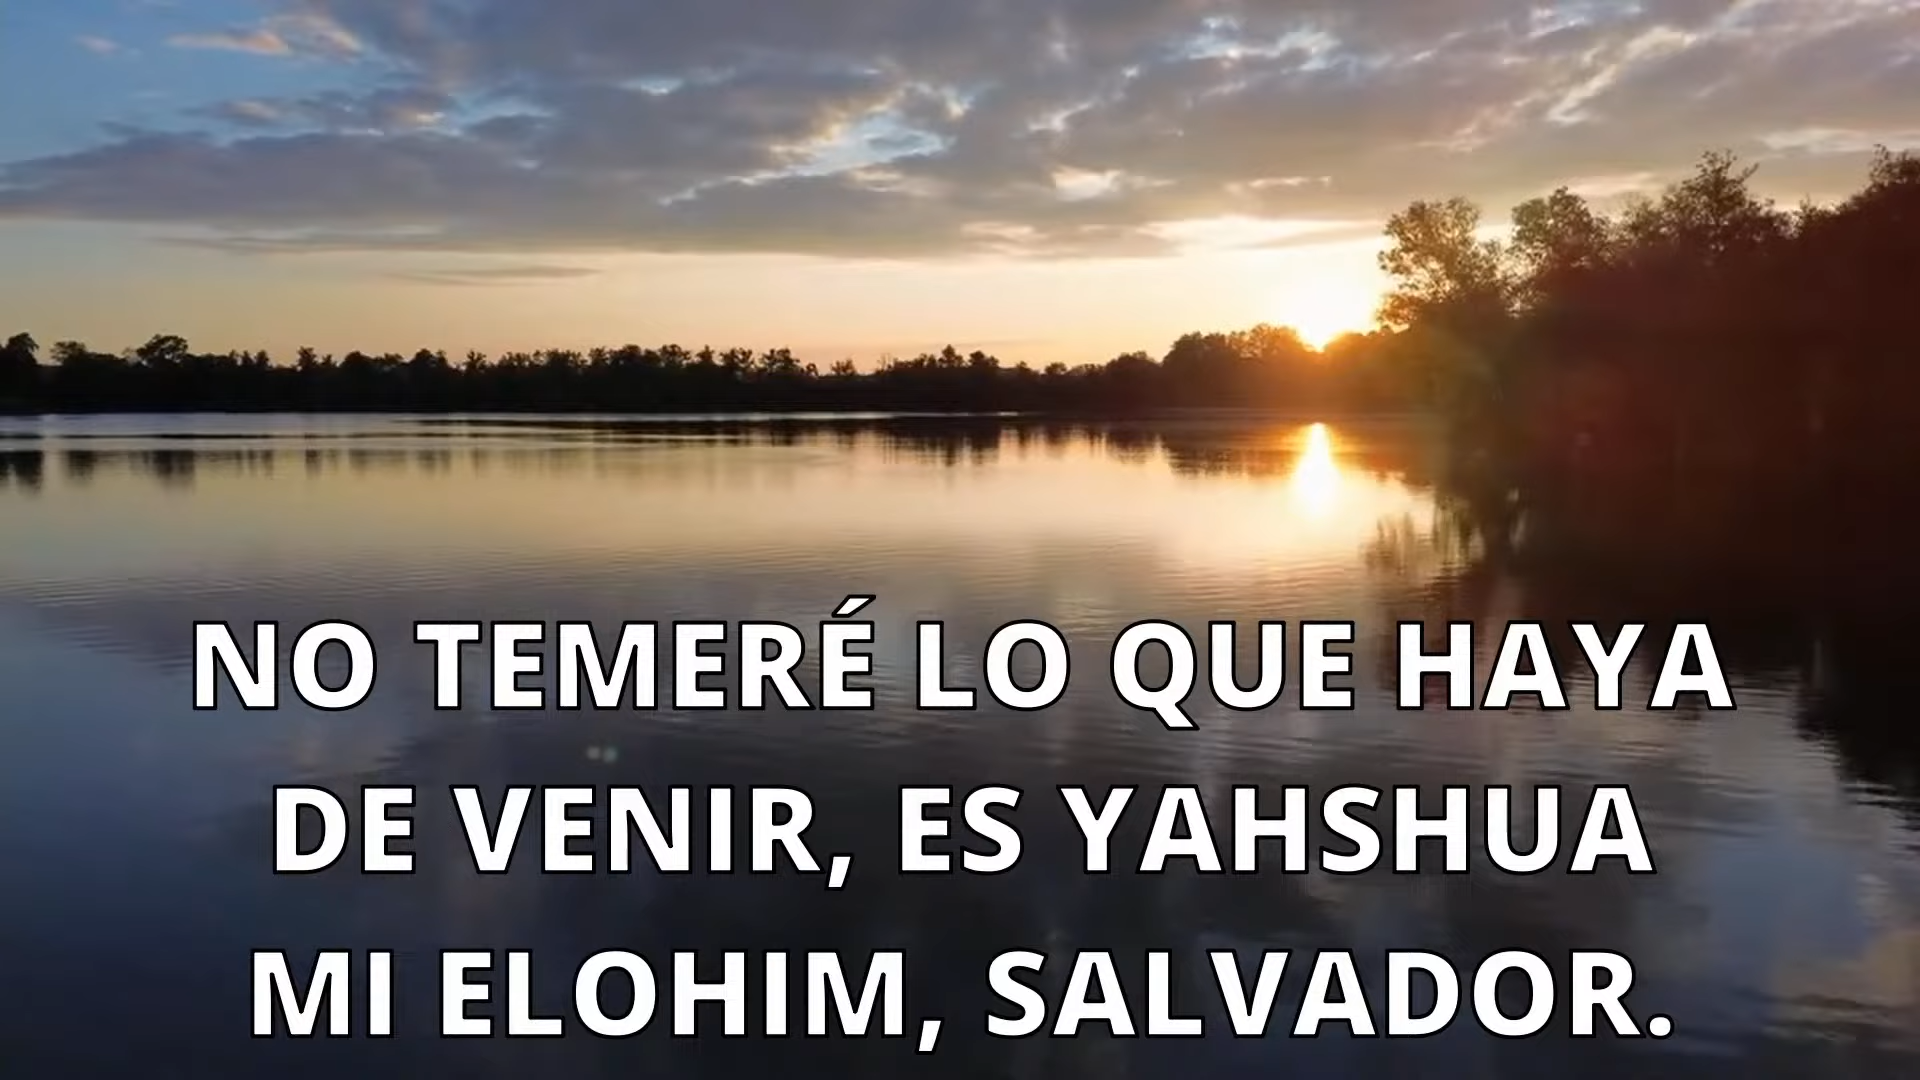 NO TEMERÉ LO QUE HAYA
DE VENIR, ES YAHSHUA
MI ELOHIM, SALVADOR.